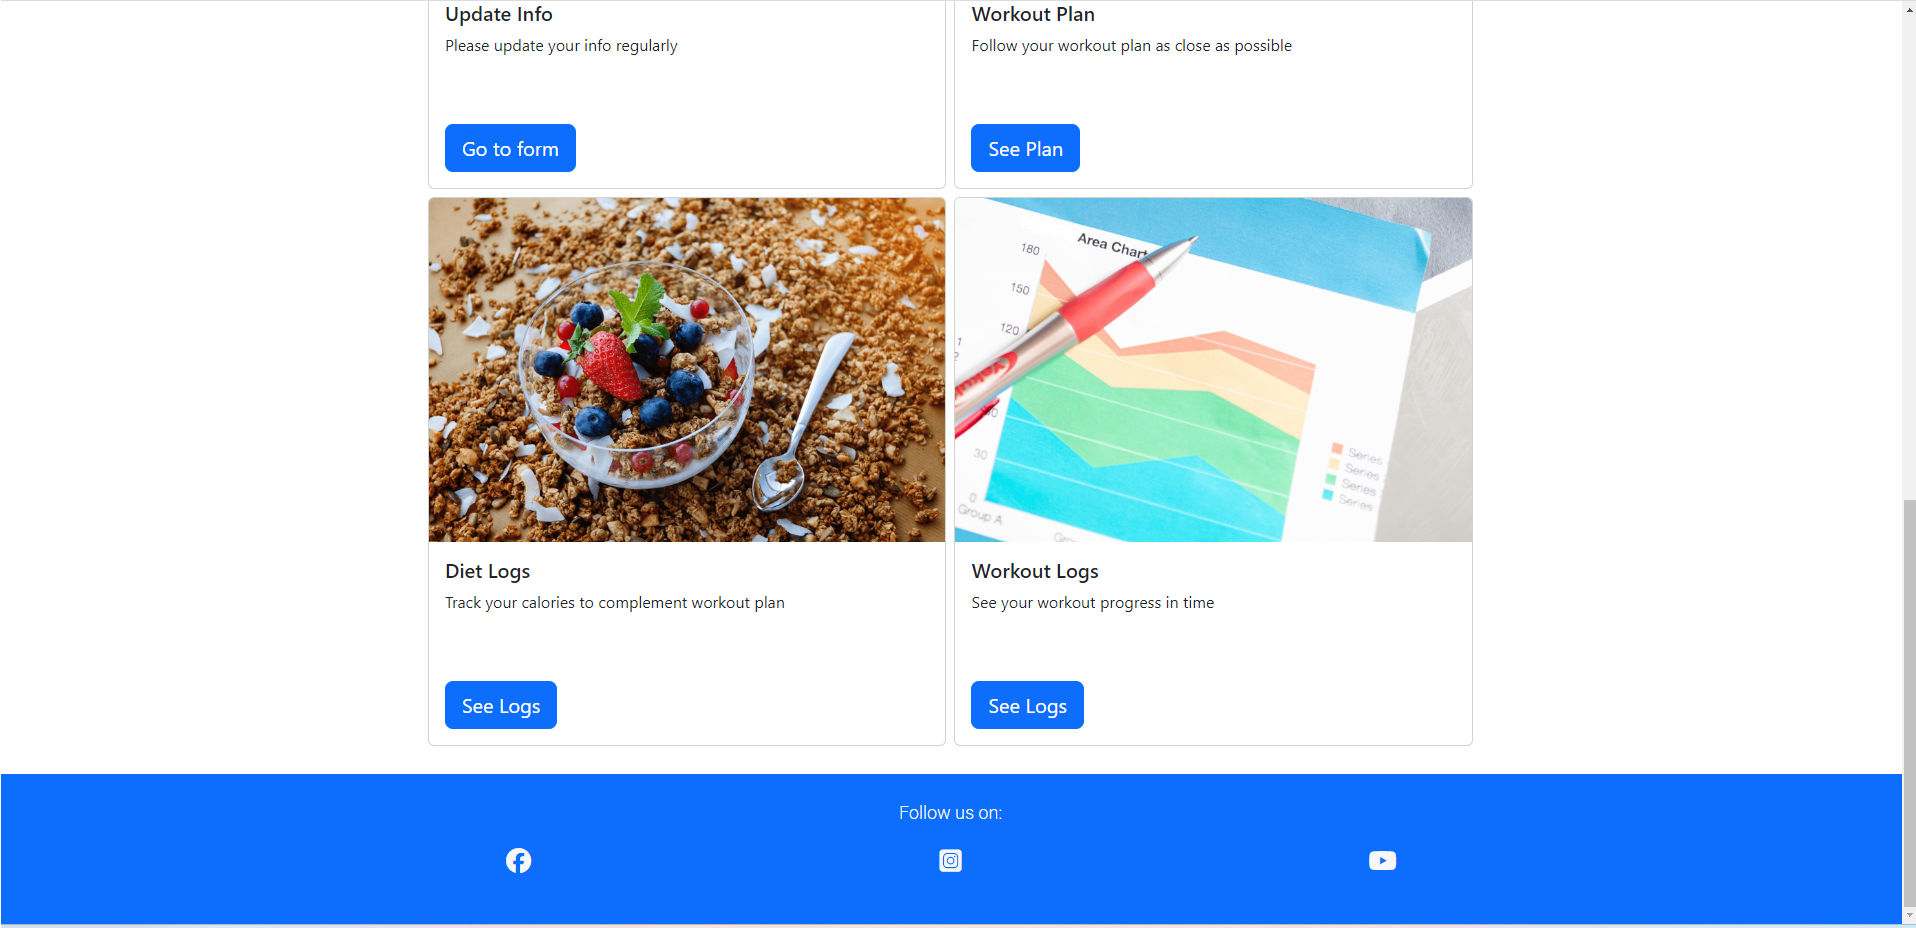 Update Info
Please update your info regularly
Go to form
Workout Plan
Follow your workout plan as close as possible
See Plan
Diet Logs
Track your calories to complement workout plan
See Logs
Area Chart
180
150
120
30
0
Group A
Series
Series
Series
Series
Workout Logs
See your workout progress in time
See Logs
Follow us on: